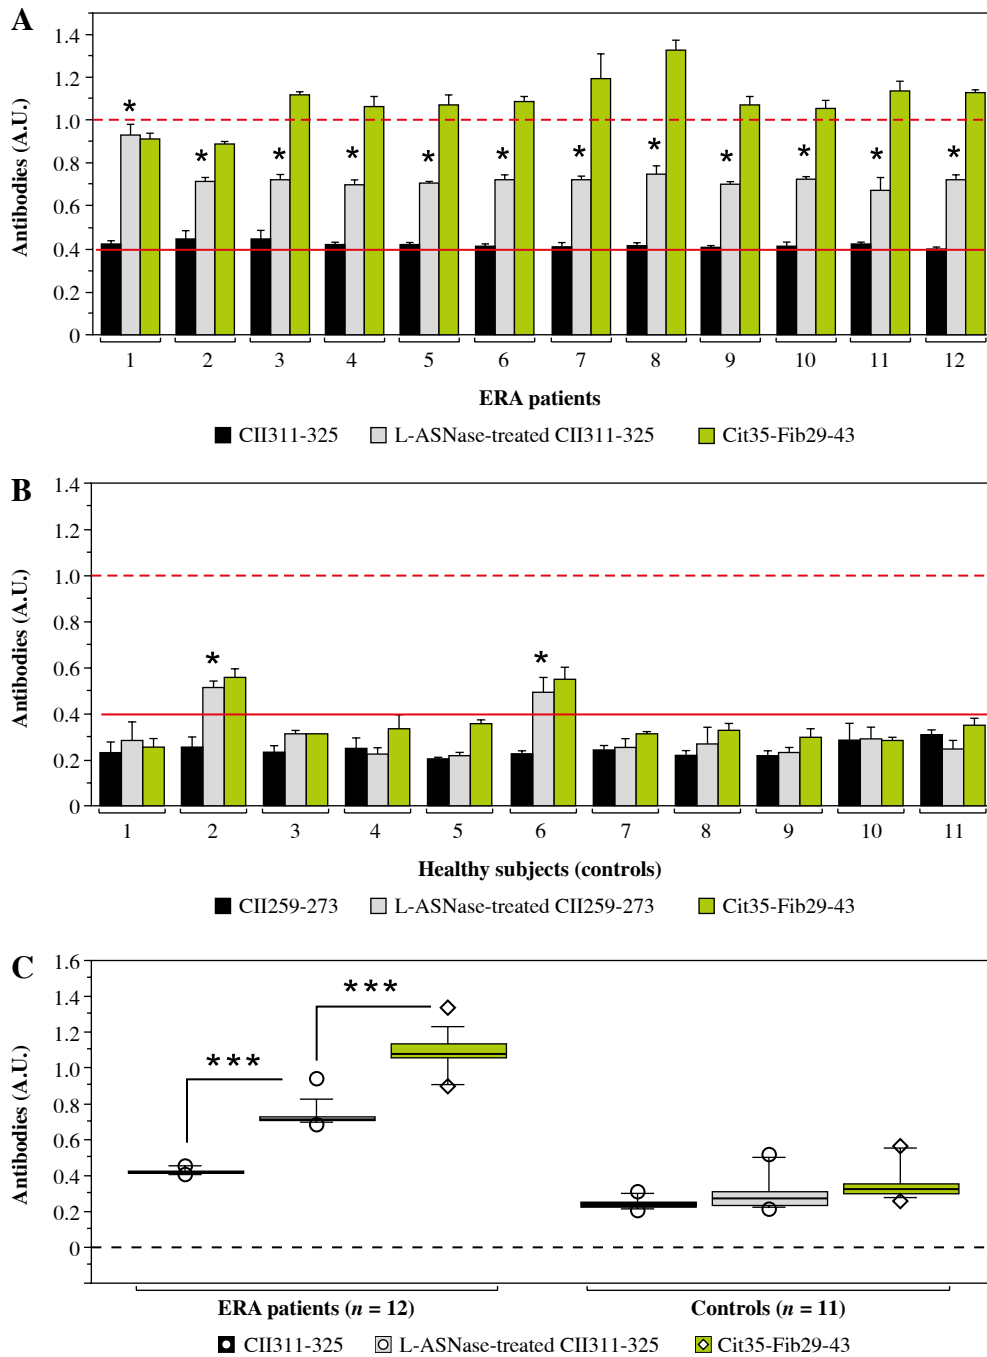 A
Antibodies (A.U.)
1.4
1.2
1.0
0.8
0.6
0.4
0.2
0
* * * * * * * * * * * *
1 2 3 4 5 6 7 8 9 10 11 12
ERA patients
CII311-325 L-ASNase-treated CII311-325 Cit35-Fib29-43
B
Antibodies (A.U.)
1.4
1.2
1.0
0.8
0.6
0.4
0.2
0
* *
1 2 3 4 5 6 7 8 9 10 11
Healthy subjects (controls)
CII259-273 L-ASNase-treated CII259-273 Cit35-Fib29-43
C
Antibodies (A.U.)
1.6
1.4
1.2
1.0
0.8
0.6
0.4
0.2
0
***
***
ERA patients (n = 12) Controls (n = 11)
CII311-325 L-ASNase-treated CII311-325 Cit35-Fib29-43